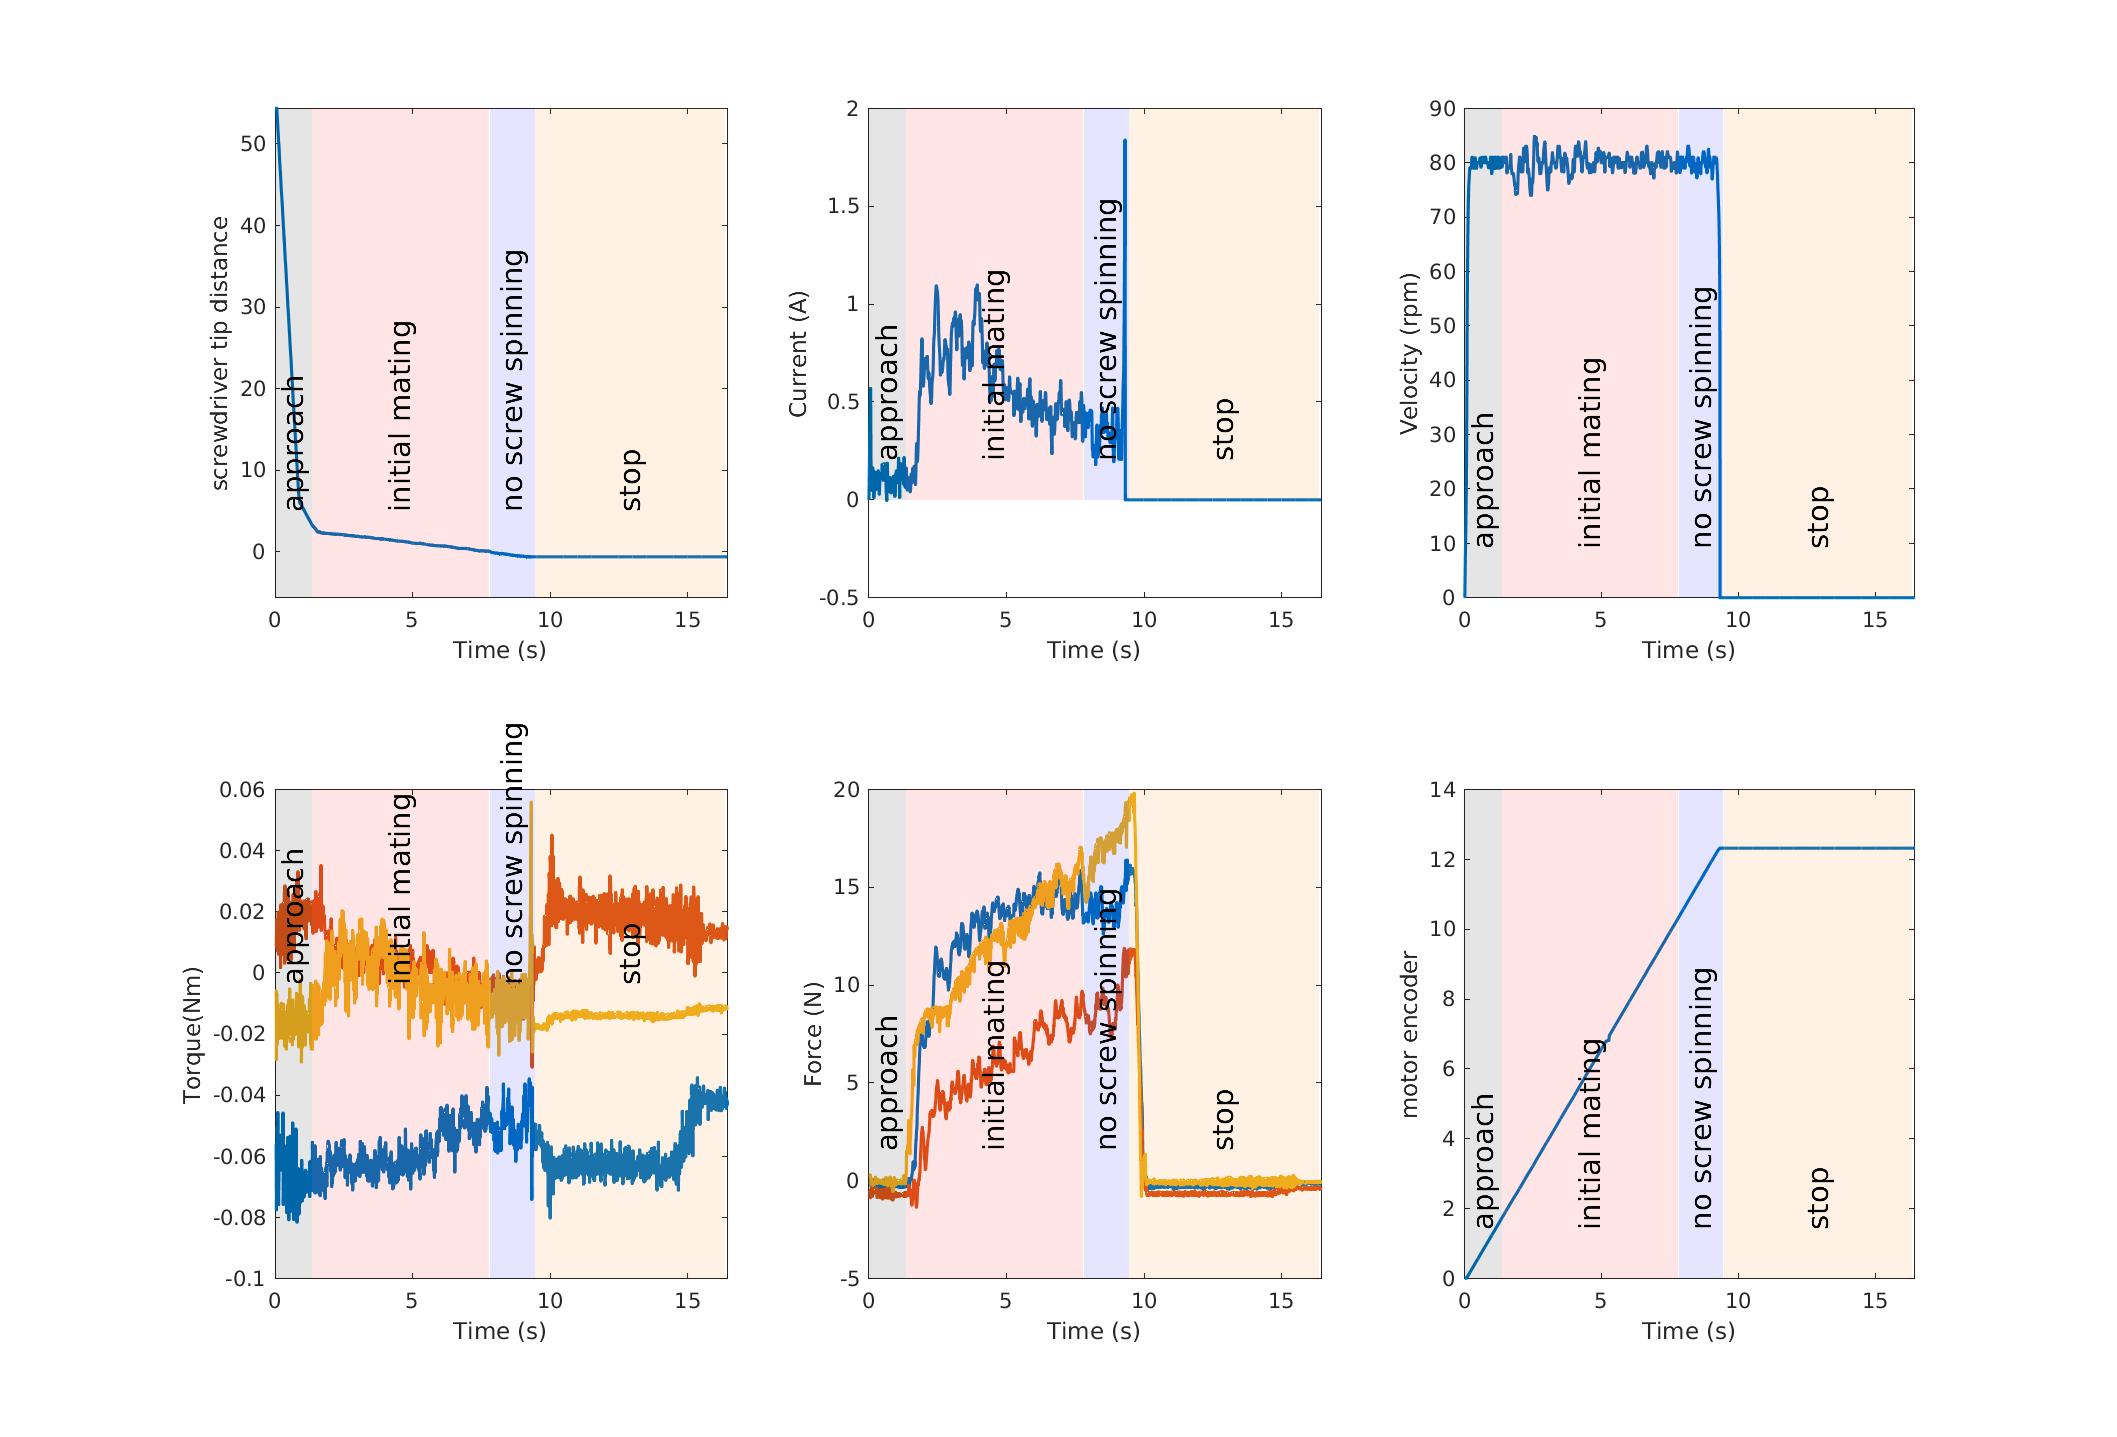 screwdriver tip distance
50
40
30
20
10
0
approach
initial mating
no screw spinning
stop
0
5
10
15
Time (s)
Current (A)
2
1.5
1
0.5
0
-0.5
approach
initial mating
no screw spinning
stop
0
5
10
15
Time (s)
Velocity (rpm)
90
80
70
60
50
40
30
20
10
0
approach
initial mating
no screw spinning
stop
0
5
10
15
Time (s)
Torque(Nm)
0.06
0.04
0.02
0
-0.02
-0.04
-0.06
-0.08
-0.1
approach
initial mating
no screw spinning
stop
0
5
10
15
Time (s)
Force (N)
20
15
10
5
0
-5
approach
initial mating
no screw spinning
stop
0
5
10
15
Time (s)
motor encoder
14
12
10
8
6
4
2
0
approach
initial mating
no screw spinning
stop
0
5
10
15
Time (s)